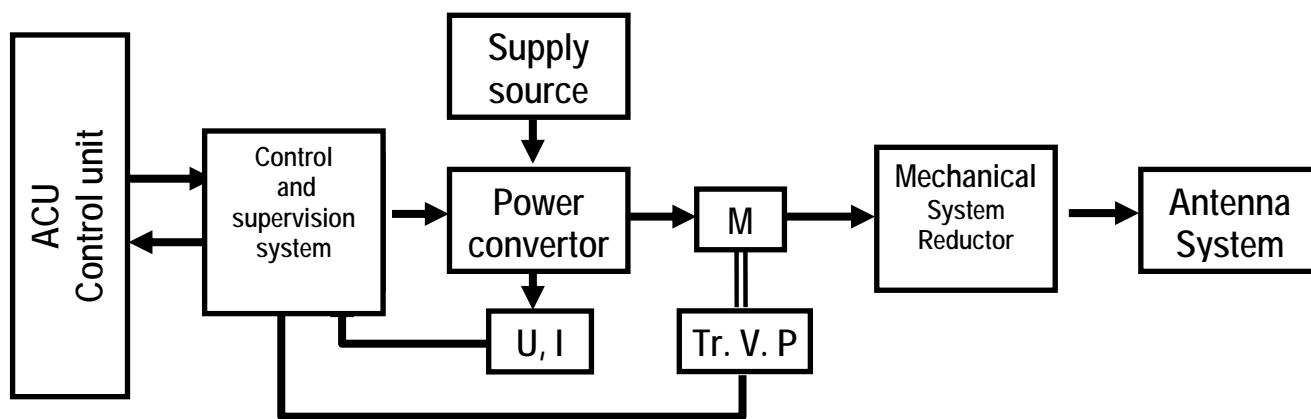 ACU
Control unit
Control
and
supervision
system
Supply
source
Power
convertor
U, I
M
Tr. V. P
Mechanical
System
Reductor
Antenna
System